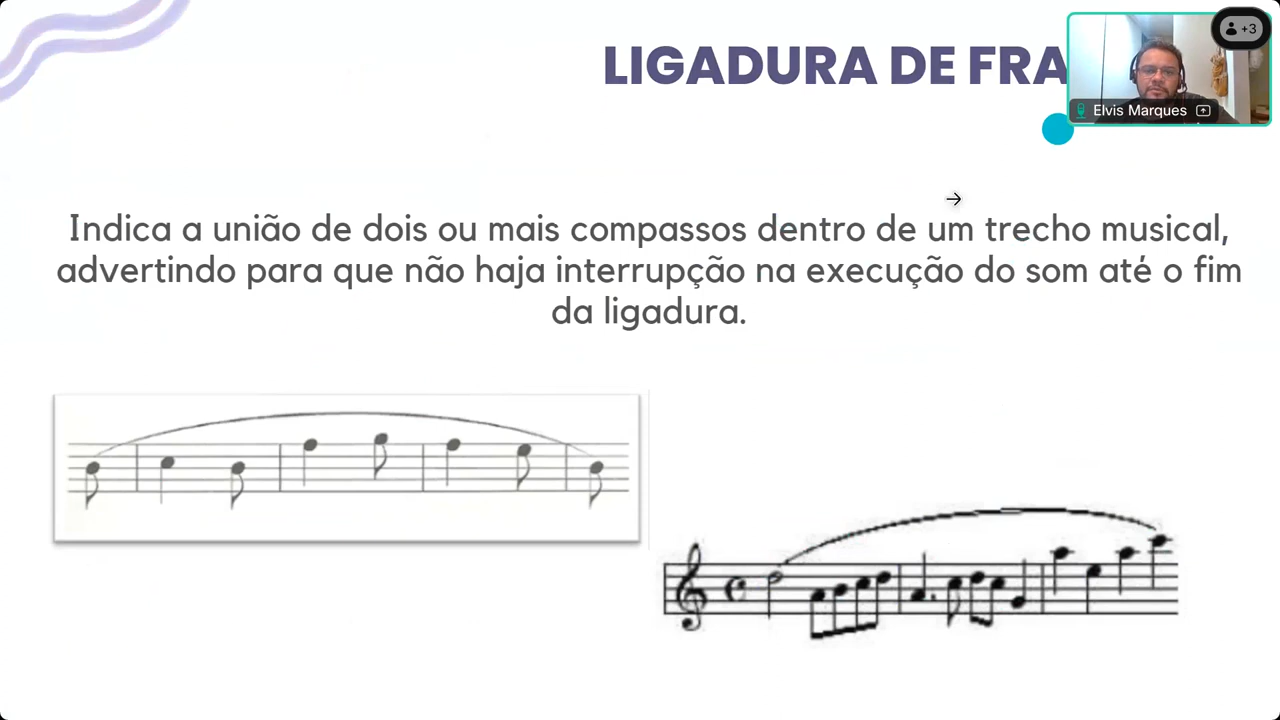 LIGADURA DE FRA
+3
Elvis Marques
Indica a união de dois ou mais compassos dentro de um trecho musical,
advertindo para que não haja interrupção na execução do som até o fim
da ligadura.